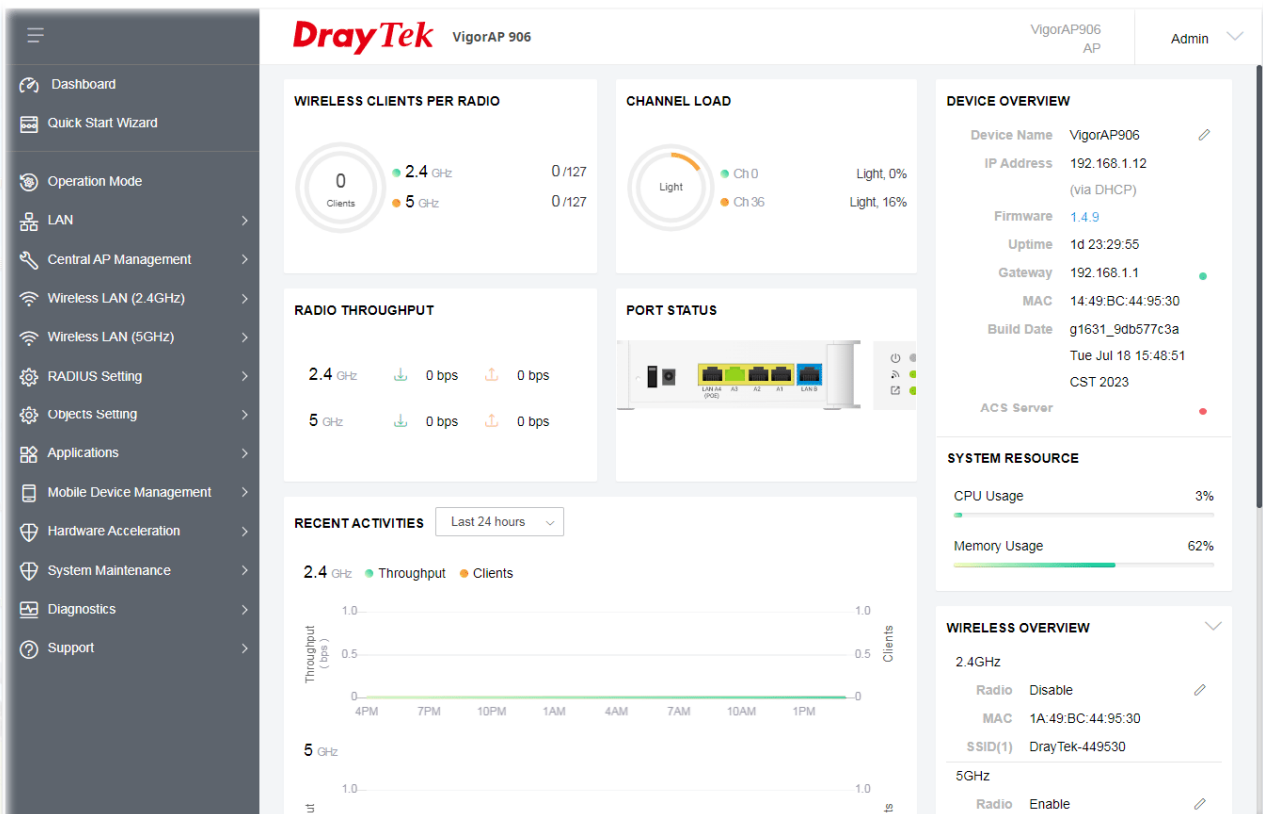 DrayTek VigorAP 906
VigorAP906
AP
Admin
Dashboard
Quick Start Wizard
Operation Mode
LAN
Central AP Management
Wireless LAN (2.4GHz)
Wireless LAN (5GHz)
RADIUS Setting
Objects Setting
Applications
Mobile Device Management
Hardware Acceleration
System Maintenance
Diagnostics
Support
WIRELESS CLIENTS PER RADIO
0
Clients
2.4 GHz 0 /127
5 GHz 0 /127
CHANNEL LOAD
Light
Ch 0 Light, 0%
Ch 36 Light, 16%
RADIO THROUGHPUT
2.4 GHz 0 bps 0 bps
5 GHz 0 bps 0 bps
PORT STATUS
LAN A4 A3 A2 A1 LAN B
(POE)
RECENT ACTIVITIES Last 24 hours
2.4 GHz Throughput Clients
Throughput
( bps )
1.0 1.0
0.5 0.5
0 0
Clients
4PM 7PM 10PM 1AM 4AM 7AM 10AM 1PM
5 GHz
1.0 1.0
DEVICE OVERVIEW
Device Name VigorAP906
IP Address 192.168.1.12
(via DHCP)
Firmware 1.4.9
Uptime 1d 23:29:55
Gateway 192.168.1.1
MAC 14:49:BC:44:95:30
Build Date g1631_9db577c3a
Tue Jul 18 15:48:51
CST 2023
ACS Server
SYSTEM RESOURCE
CPU Usage 3%
Memory Usage 62%
WIRELESS OVERVIEW
2.4GHz
Radio Disable
MAC 1A:49:BC:44:95:30
SSID(1) DrayTek-449530
5GHz
Radio Enable